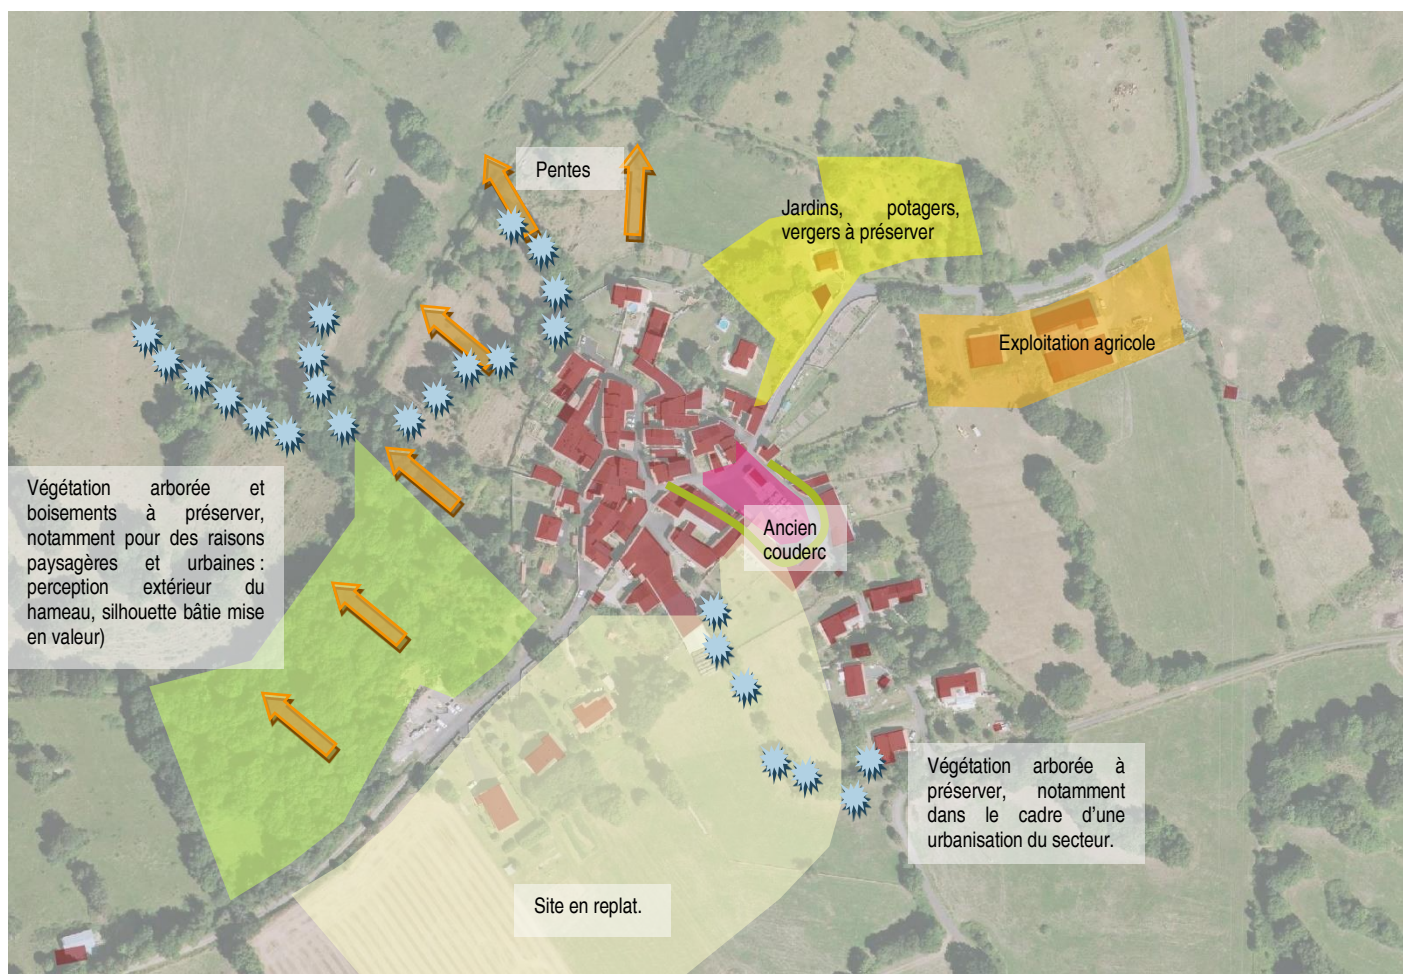 Pentes
Jardins, potagers,
vergers à préserver
Exploitation agricole
Végétation arborée et
boisements à préserver,
notamment pour des raisons
paysagères et urbaines :
perception extérieur du
hameau, silhouette bâtie mise
en valeur)
Ancien
couderc
Végétation arborée à
préserver, notamment
dans le cadre d'une
urbanisation du secteur.
Site en replat.